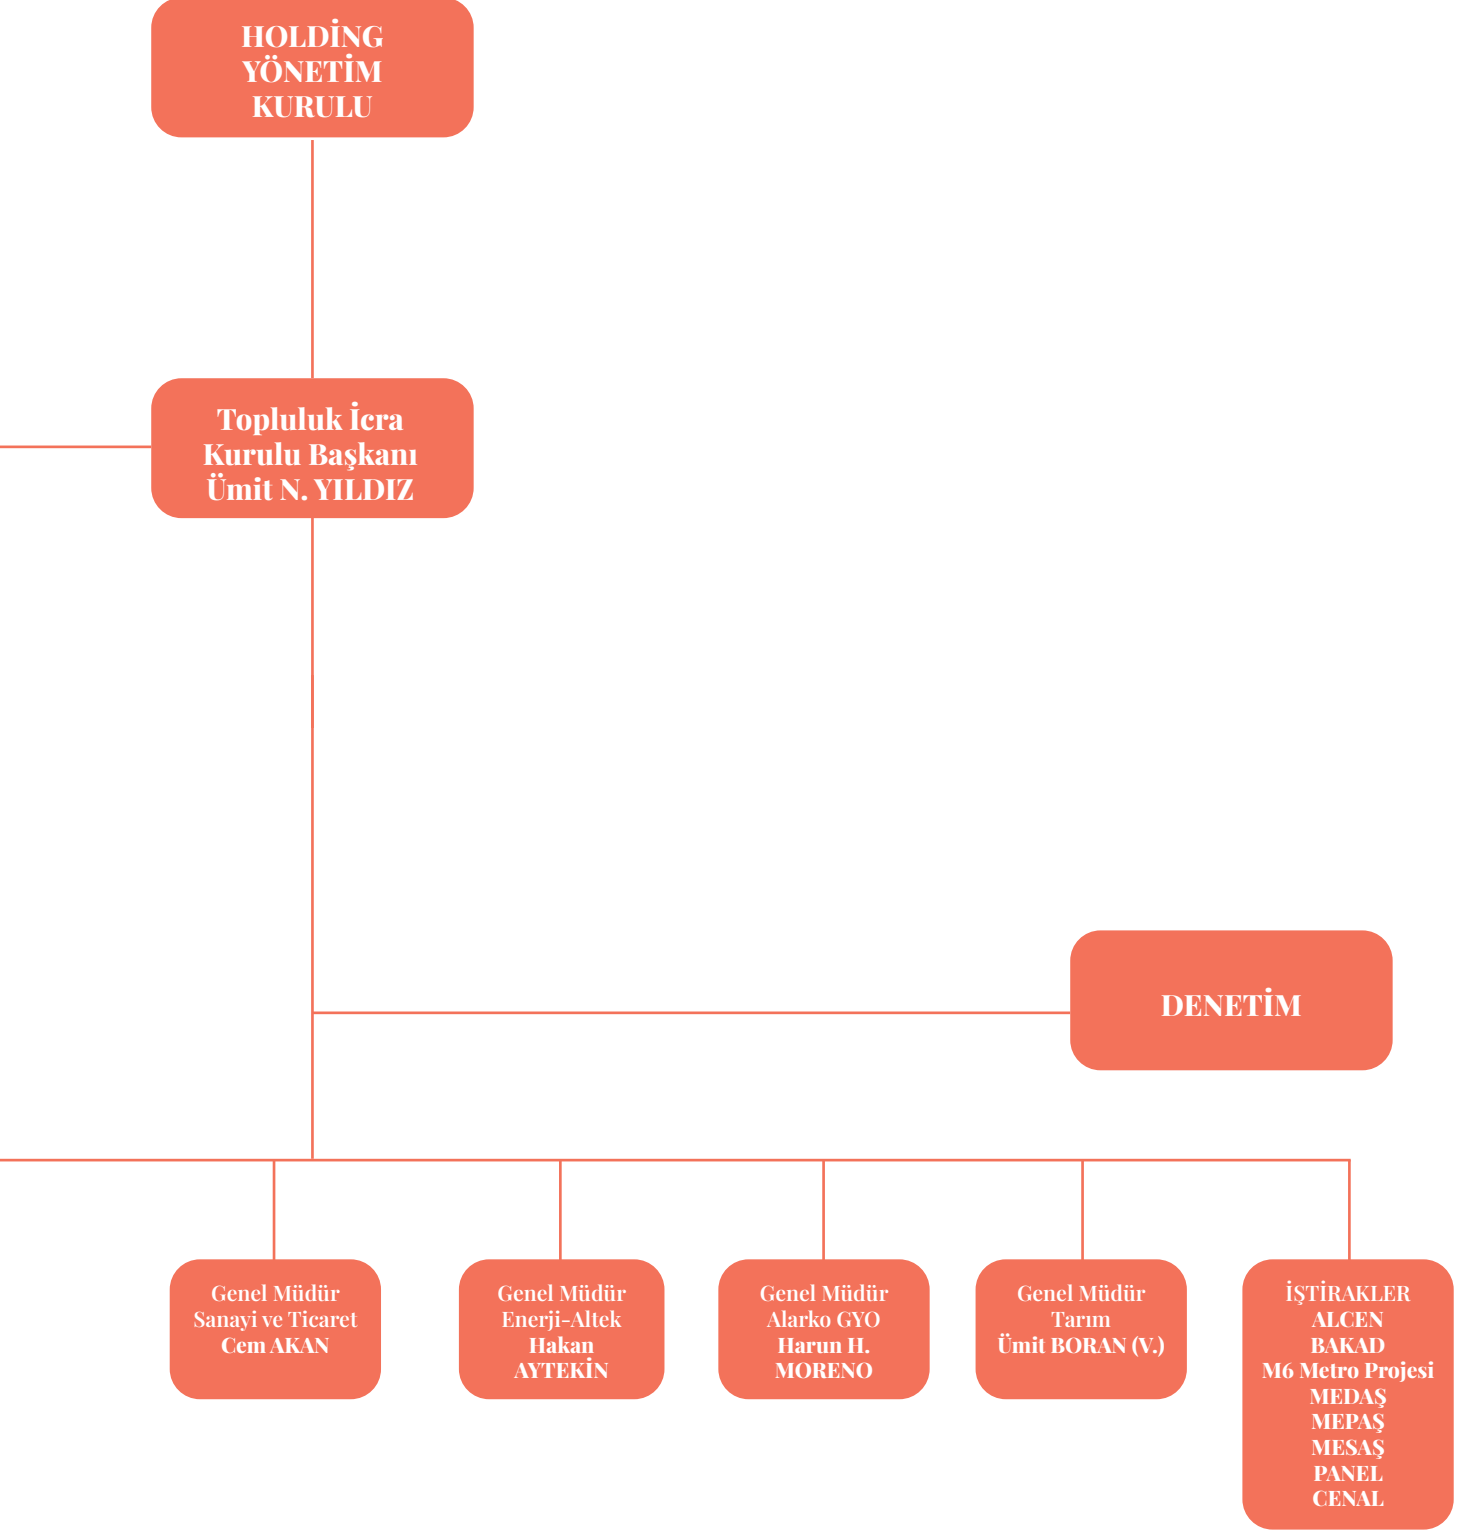 HOLDİNG
YÖNETİM
KURULU
Topluluk İcra
Kurulu Başkanı
Ümit N. YILDIZ
DENETİM
Genel Müdür
Sanayi ve Ticaret
Cem AKAN
Genel Müdür
Enerji-Altek
Hakan
AYTEKİN
Genel Müdür
Alarko GYO
Harun H.
MORENO
Genel Müdür
Tarım
Ümit BORAN (V.)
İŞTİRAKLER
ALCEN
BAKAD
M6 Metro Projesi
MEDAŞ
MEPAŞ
MESAŞ
PANEL
CENAL